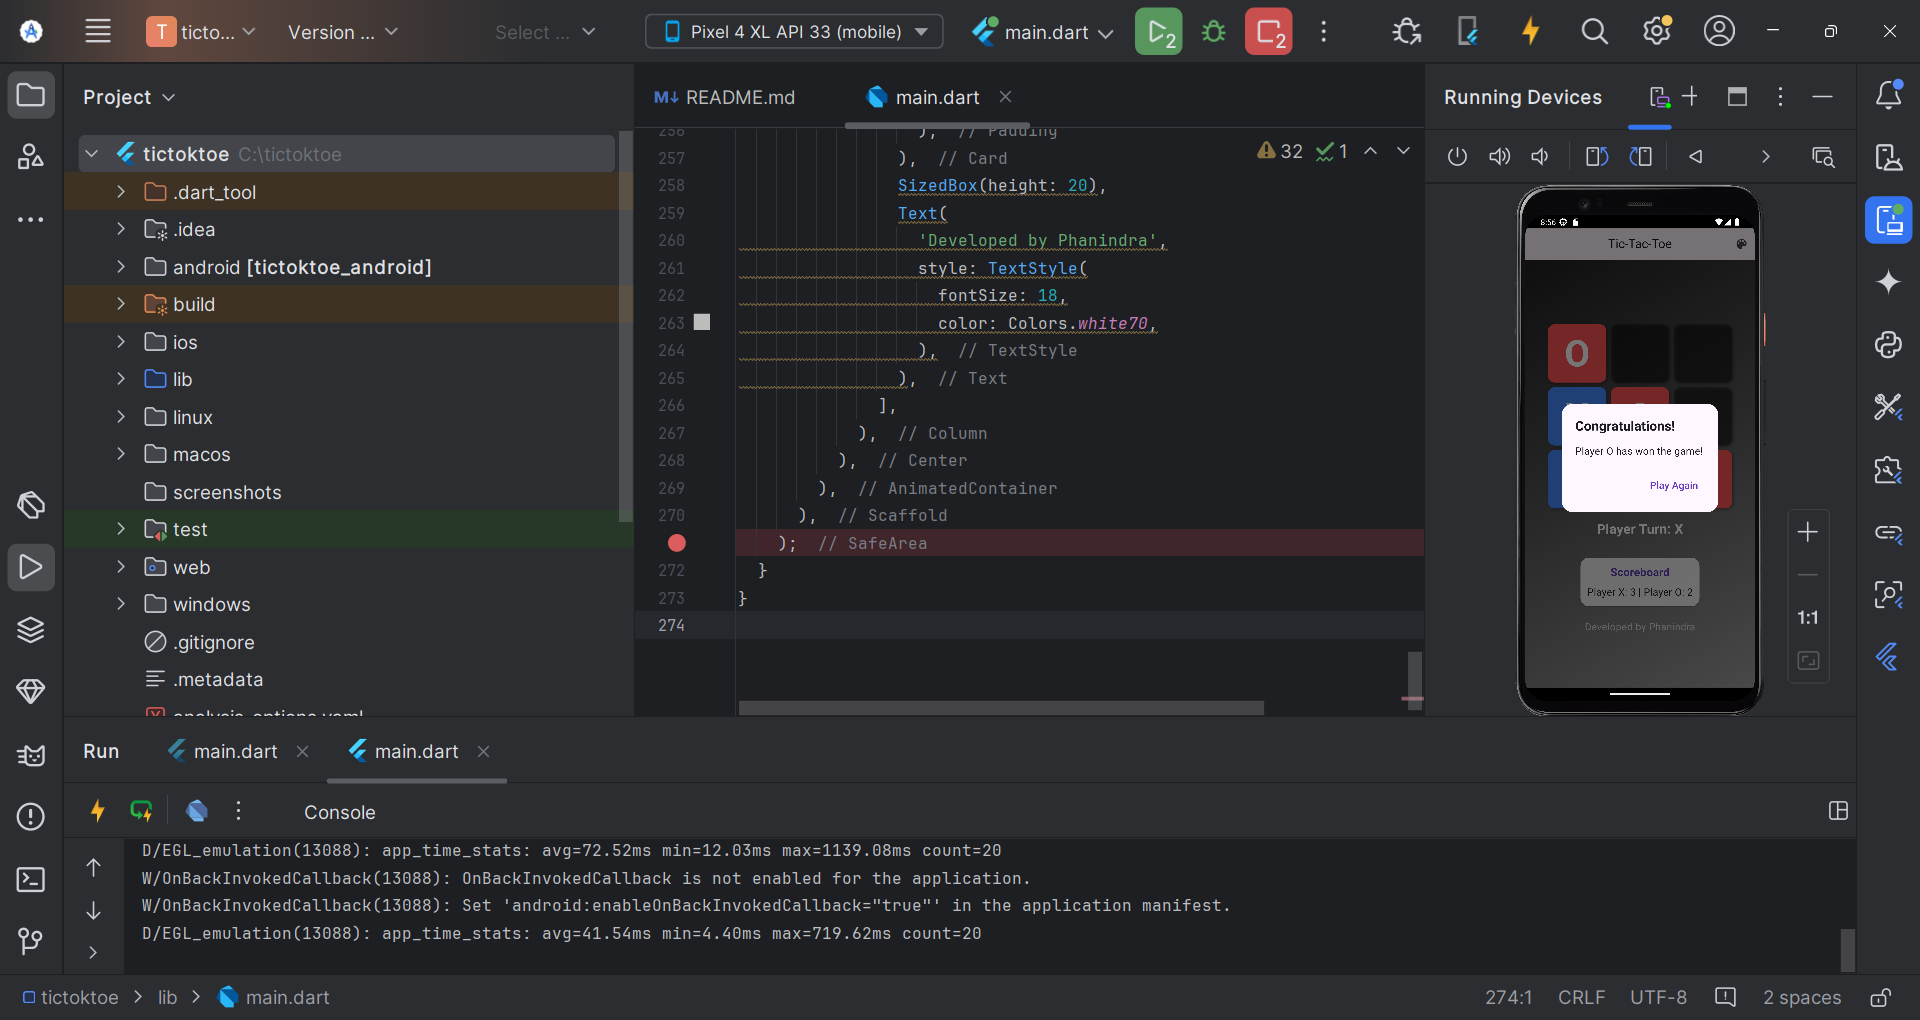 T ticto...
Version ...
Select ...
Pixel 4 XL API 33 (mobile)
main.dart
2
2
Project
README.md
main.dart
Running Devices
tictoktoe C:\tictoktoe
.dart_tool
.idea
android [tictoktoe_android]
build
ios
lib
linux
macos
screenshots
test
web
windows
.gitignore
.metadata
analysis_options.yaml
32
1
256 ), // Padding
257 ), // Card
258 SizedBox(height: 20),
259 Text(
260 'Developed by Phanindra',
261 style: TextStyle(
262 fontSize: 18,
263 color: Colors.white70,
264 ), // TextStyle
265 ), // Text
266 ],
267 ), // Column
268 ), // Center
269 ), // AnimatedContainer
270 ), // Scaffold
); // SafeArea
272 }
273 }
274
8:56
Tic-Tac-Toe
O
Congratulations!
Player O has won the game!
Play Again
Player Turn: X
Scoreboard
Player X: 3 | Player O: 2
Developed by Phanindra
1:1
Run
main.dart
main.dart
Console
D/EGL_emulation(13088): app_time_stats: avg=72.52ms min=12.03ms max=1139.08ms count=20
W/OnBackInvokedCallback(13088): OnBackInvokedCallback is not enabled for the application.
W/OnBackInvokedCallback(13088): Set 'android:enableOnBackInvokedCallback="true"' in the application manifest.
D/EGL_emulation(13088): app_time_stats: avg=41.54ms min=4.40ms max=719.62ms count=20
tictoktoe > lib > main.dart
274:1 CRLF UTF-8 2 spaces